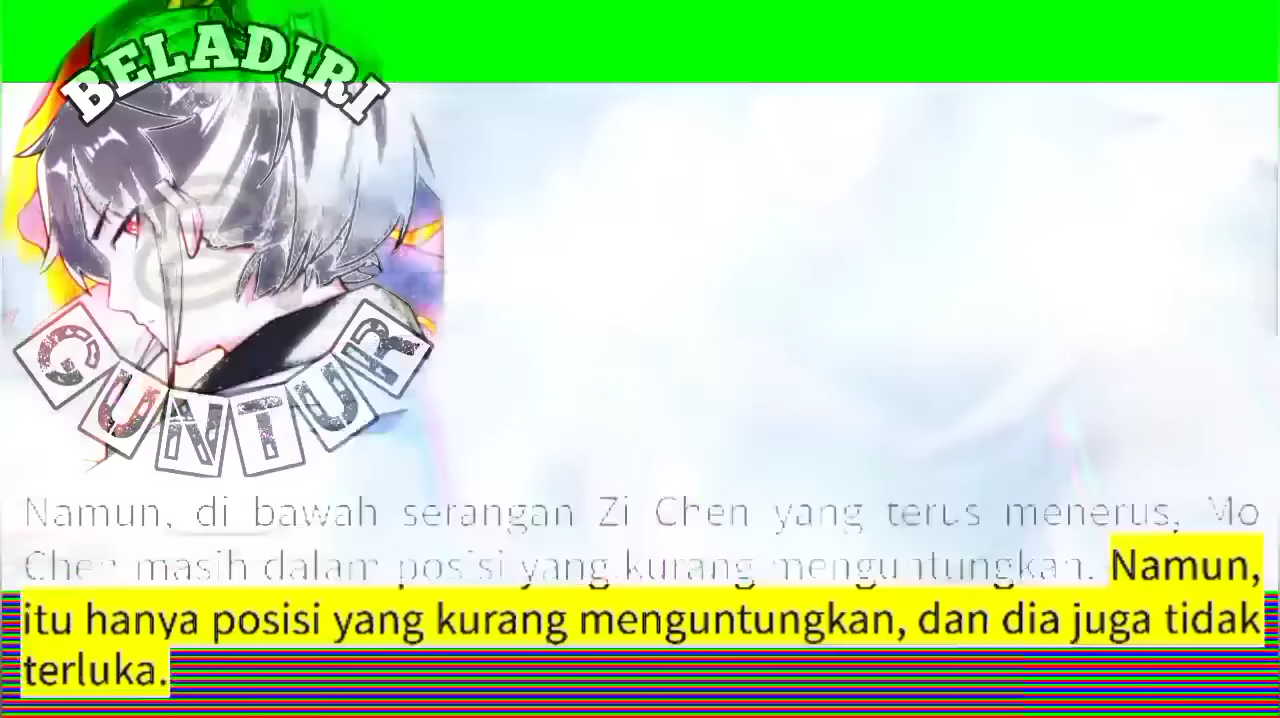 BELADIRI
GUNTUR
Namun, di bawah serangan Zi Chen yang terus menerus, Mo
Chen masih dalam posisi yang kurang menguntungkan. Namun,
itu hanya posisi yang kurang menguntungkan, dan dia juga tidak
terluka.